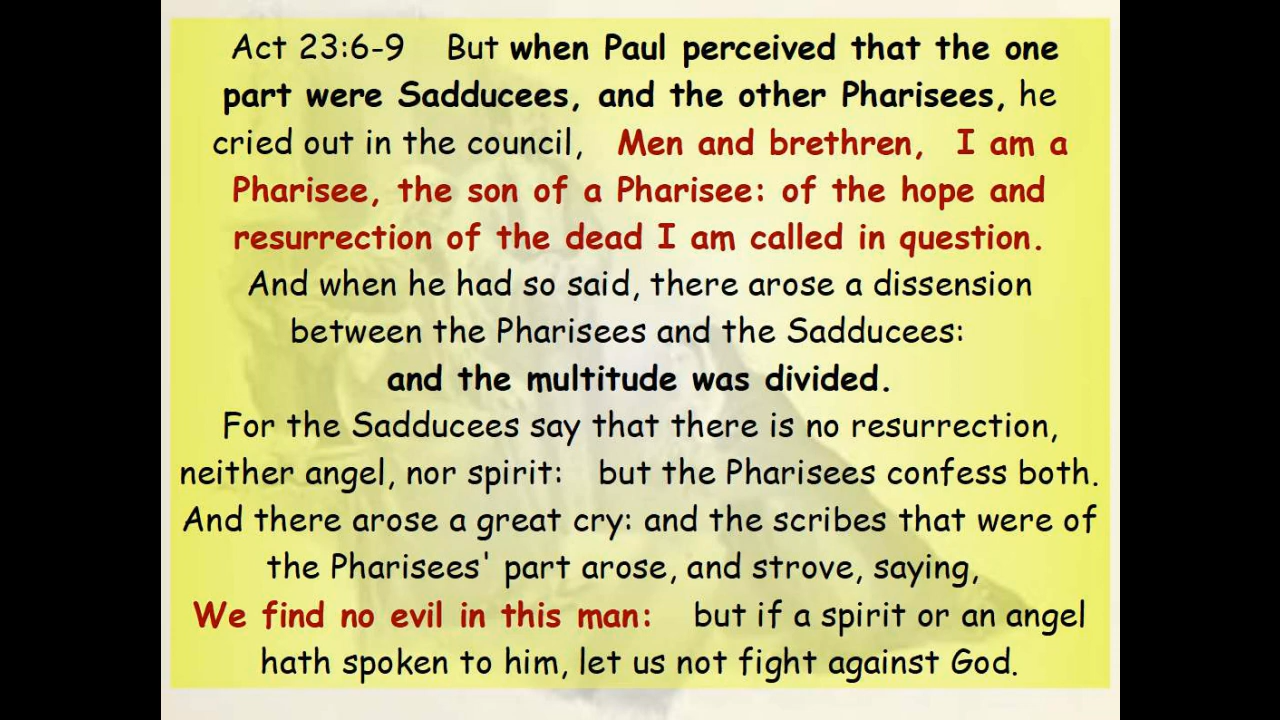 Act 23:6-9 But when Paul perceived that the one
part were Sadducees, and the other Pharisees, he
cried out in the council, Men and brethren, I am a
Pharisee, the son of a Pharisee: of the hope and
resurrection of the dead I am called in question.
And when he had so said, there arose a dissension
between the Pharisees and the Sadducees:
and the multitude was divided.
For the Sadducees say that there is no resurrection,
neither angel, nor spirit: but the Pharisees confess both.
And there arose a great cry: and the scribes that were of
the Pharisees' part arose, and strove, saying,
We find no evil in this man: but if a spirit or an angel
hath spoken to him, let us not fight against God.